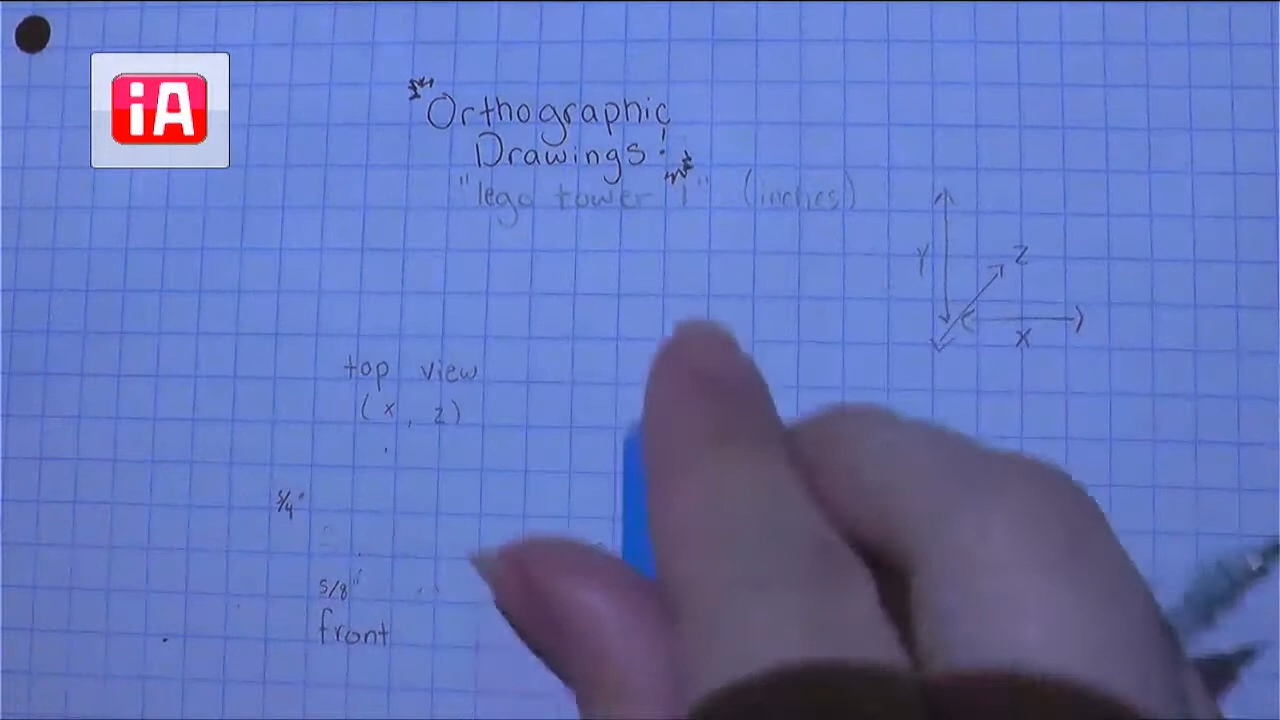 iA
Orthographic
Drawings:
"lego tower 1" (inches)
Y
Z
X
top view
(x, z)
3/4"
5/8"
front